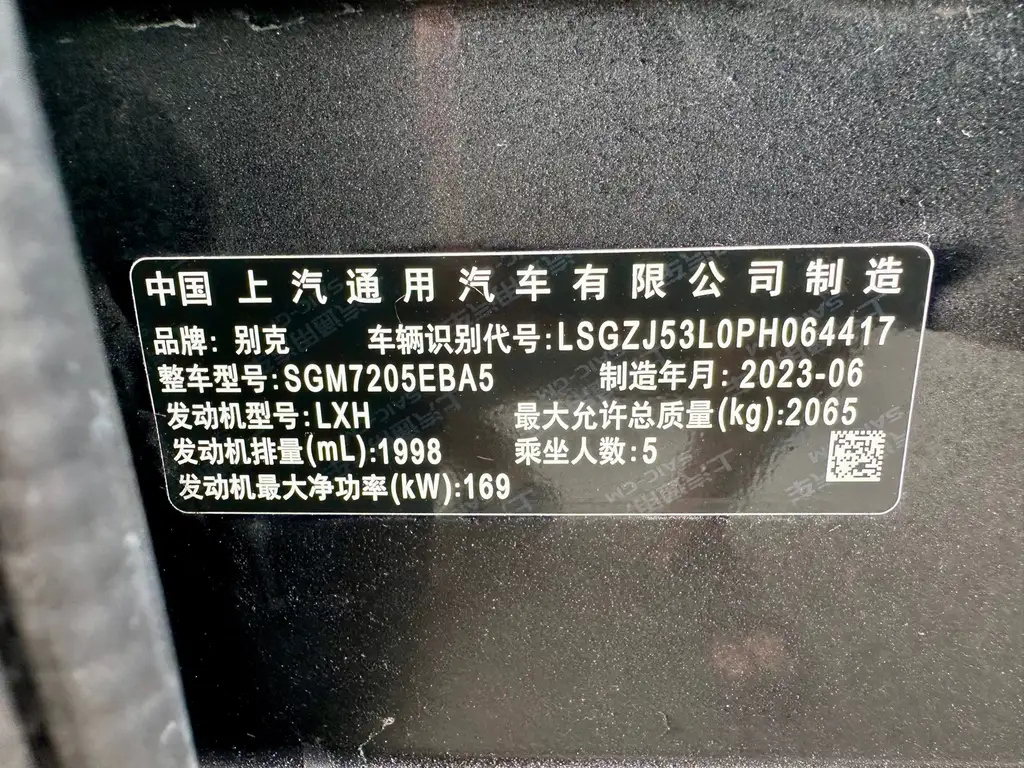 中国 上汽通用汽车有限公司制造
品牌: 别克 车辆识别代号:LSGZJ53L0PH064417
整车型号:SGM7205EBA5 制造年月: 2023-06
发动机型号:LXH 最大允许总质量(kg):2065
发动机排量(mL):1998 乘坐人数:5
发动机最大净功率(kW):169